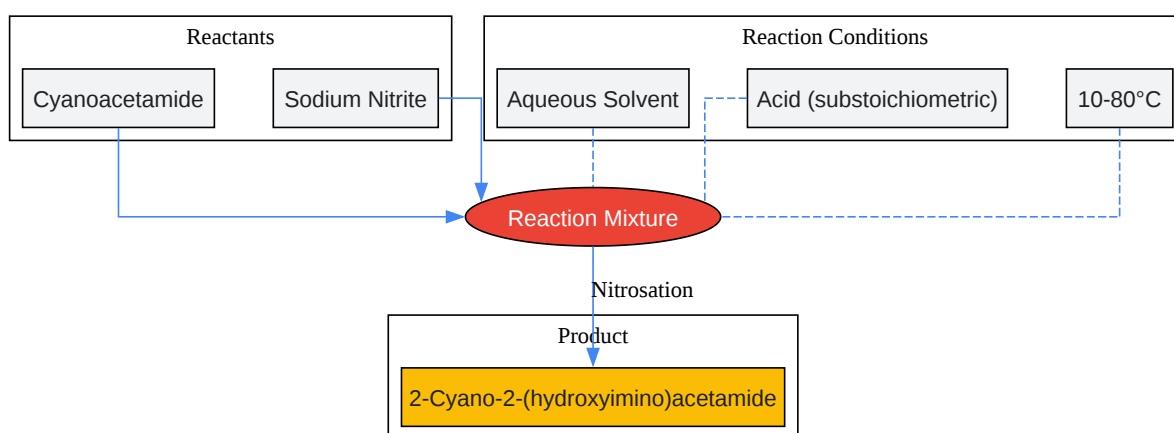 Reactants
Reaction Conditions
Cyanoacetamide
Sodium Nitrite
Aqueous Solvent
Acid (substoichiometric)
10-80°C
Reaction Mixture
Nitrosation
Product
2-Cyano-2-(hydroxyimino)acetamide